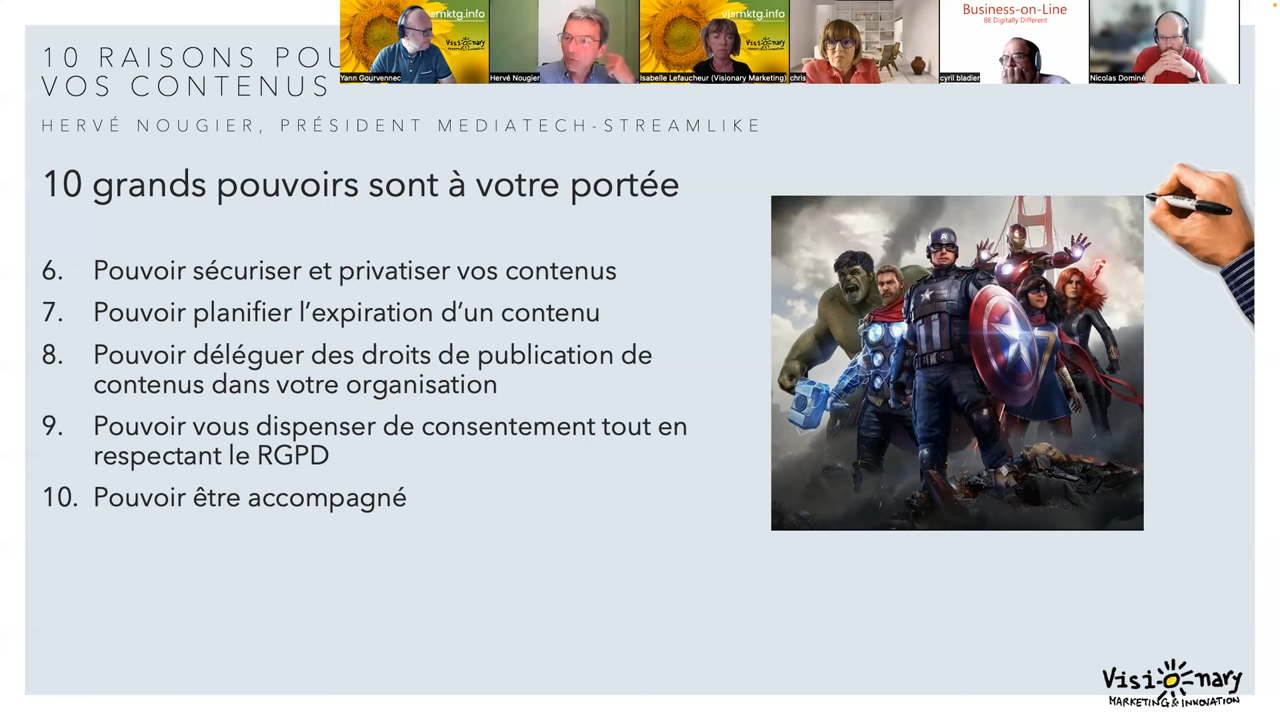 10 RAISONS POU
VOS CONTENUS
HERVÉ NOUGIER, PRÉSIDENT MEDIATECH-STREAMLIKE
smktg.info
Visionary
Yann Gourvennec
Hervé Nougier
vismktg.info
Visionary
Isabelle Lefaucheur (Visionary Marketing)
chris
Business-on-Line
BE Digitally Different
cyril bladier
Nicolas Dominé
10 grands pouvoirs sont à votre portée
6. Pouvoir sécuriser et privatiser vos contenus
7. Pouvoir planifier l’expiration d’un contenu
8. Pouvoir déléguer des droits de publication de
contenus dans votre organisation
9. Pouvoir vous dispenser de consentement tout en
respectant le RGPD
10. Pouvoir être accompagné
Visionary
MARKETING & INNOVATION